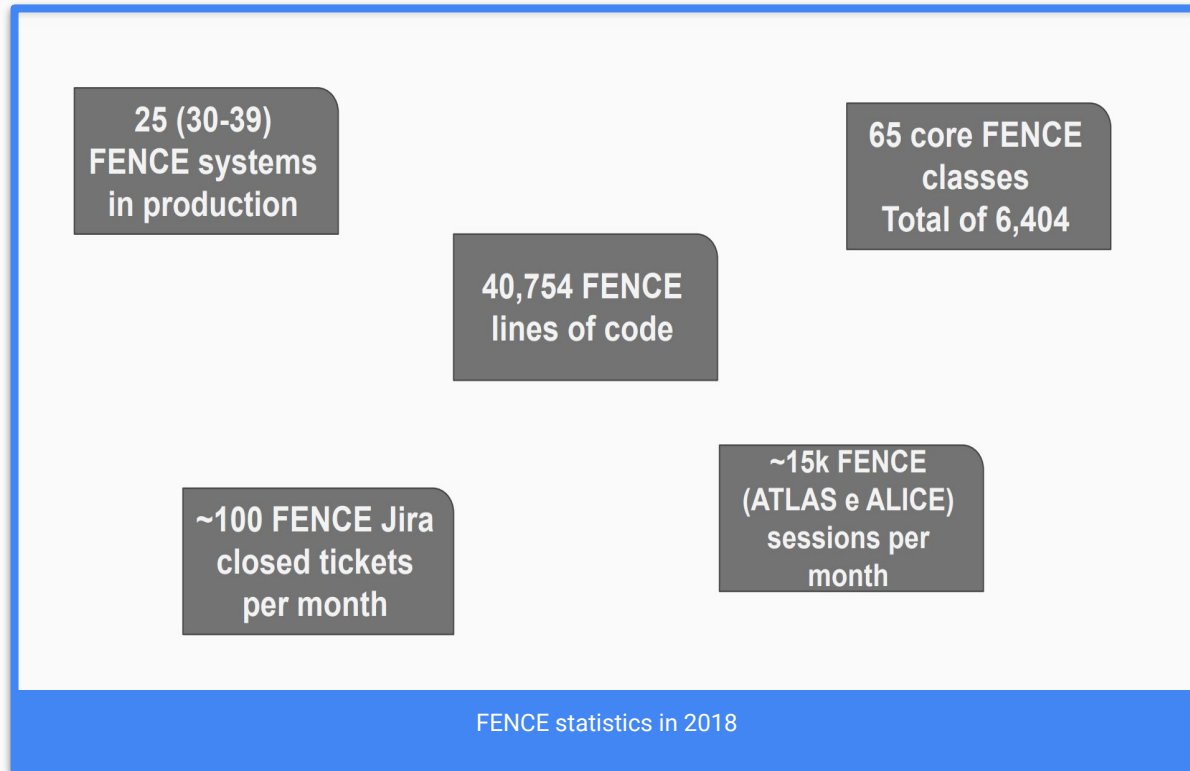 25 (30-39)
FENCE systems
in production
65 core FENCE
classes
Total of 6,404
40,754 FENCE
lines of code
~100 FENCE Jira
closed tickets
per month
~15k FENCE
(ATLAS e ALICE)
sessions per
month
FENCE statistics in 2018